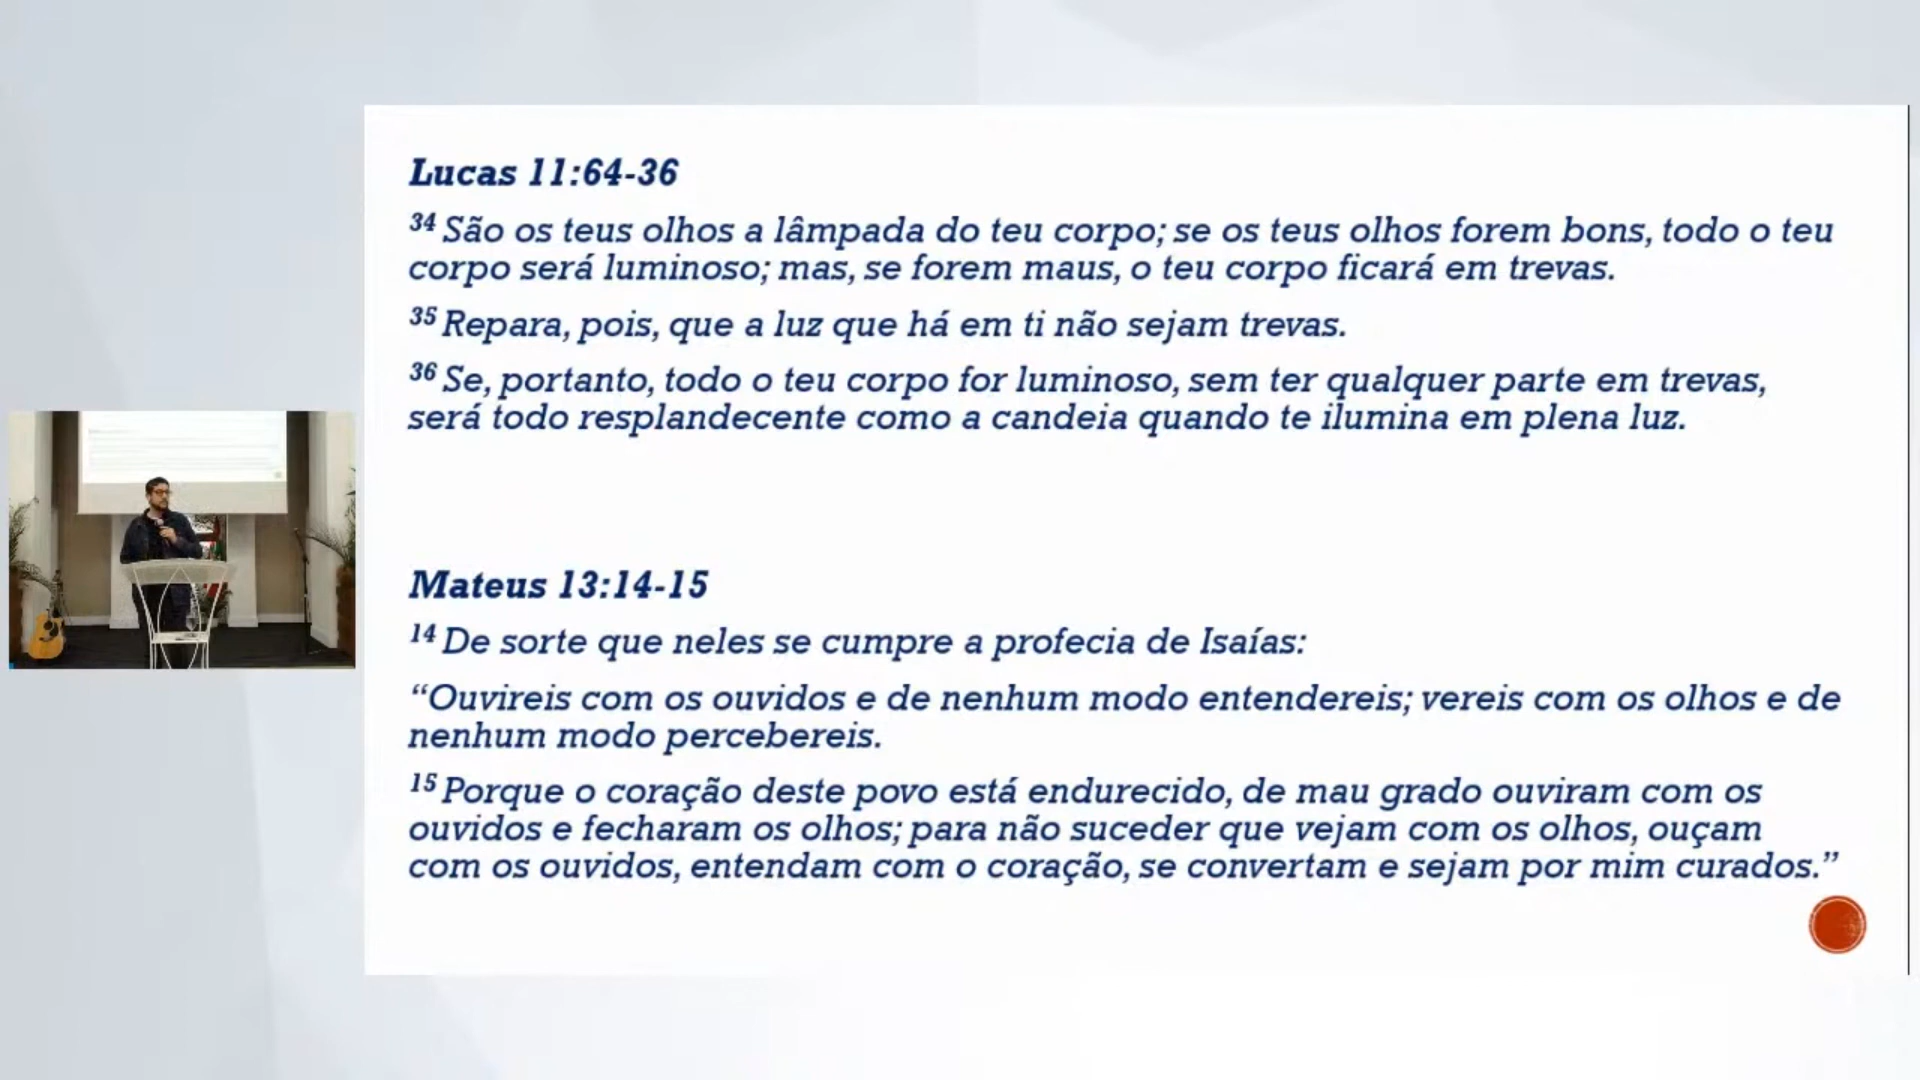 Lucas 11:64-36
34 São os teus olhos a lâmpada do teu corpo; se os teus olhos forem bons, todo o teu
corpo será luminoso; mas, se forem maus, o teu corpo ficará em trevas.
35 Repara, pois, que a luz que há em ti não sejam trevas.
36 Se, portanto, todo o teu corpo for luminoso, sem ter qualquer parte em trevas,
será todo resplandecente como a candeia quando te ilumina em plena luz.
Mateus 13:14-15
14 De sorte que neles se cumpre a profecia de Isaías:
“Ouvireis com os ouvidos e de nenhum modo entendereis; vereis com os olhos e de
nenhum modo percebereis.
15 Porque o coração deste povo está endurecido, de mau grado ouviram com os
ouvidos e fecharam os olhos; para não suceder que vejam com os olhos, ouçam
com os ouvidos, entendam com o coração, se convertam e sejam por mim curados.”